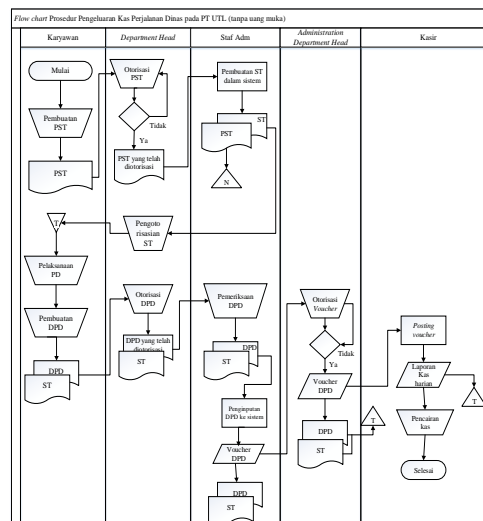 Flow chart Prosedur Pengeluaran Kas Perjalanan Dinas pada PT UTL (tanpa uang muka)
Karyawan
Department Head
Staf Adm
Administration
Department Head
Kasir
Mulai
Pembuatan
PST
PST
Otorisasi
PST
Tidak
Ya
PST yang telah
diotorisasi
Pembuatan ST
dalam sistem
ST
PST
N
T
Pengoto
risasian
ST
Pelaksanaan
PD
Pembuatan
DPD
DPD
ST
Otorisasi
DPD
DPD yang telah
diotorisasi
ST
Pemeriksaan
DPD
DPD
ST
Penginputan
DPD ke sistem
Voucher
DPD
DPD
ST
Otorisasi
Voucher
Tidak
Ya
Voucher
DPD
DPD
ST
T
Posting
voucher
Laporan
Kas
harian
T
Pencairan
kas
Selesai